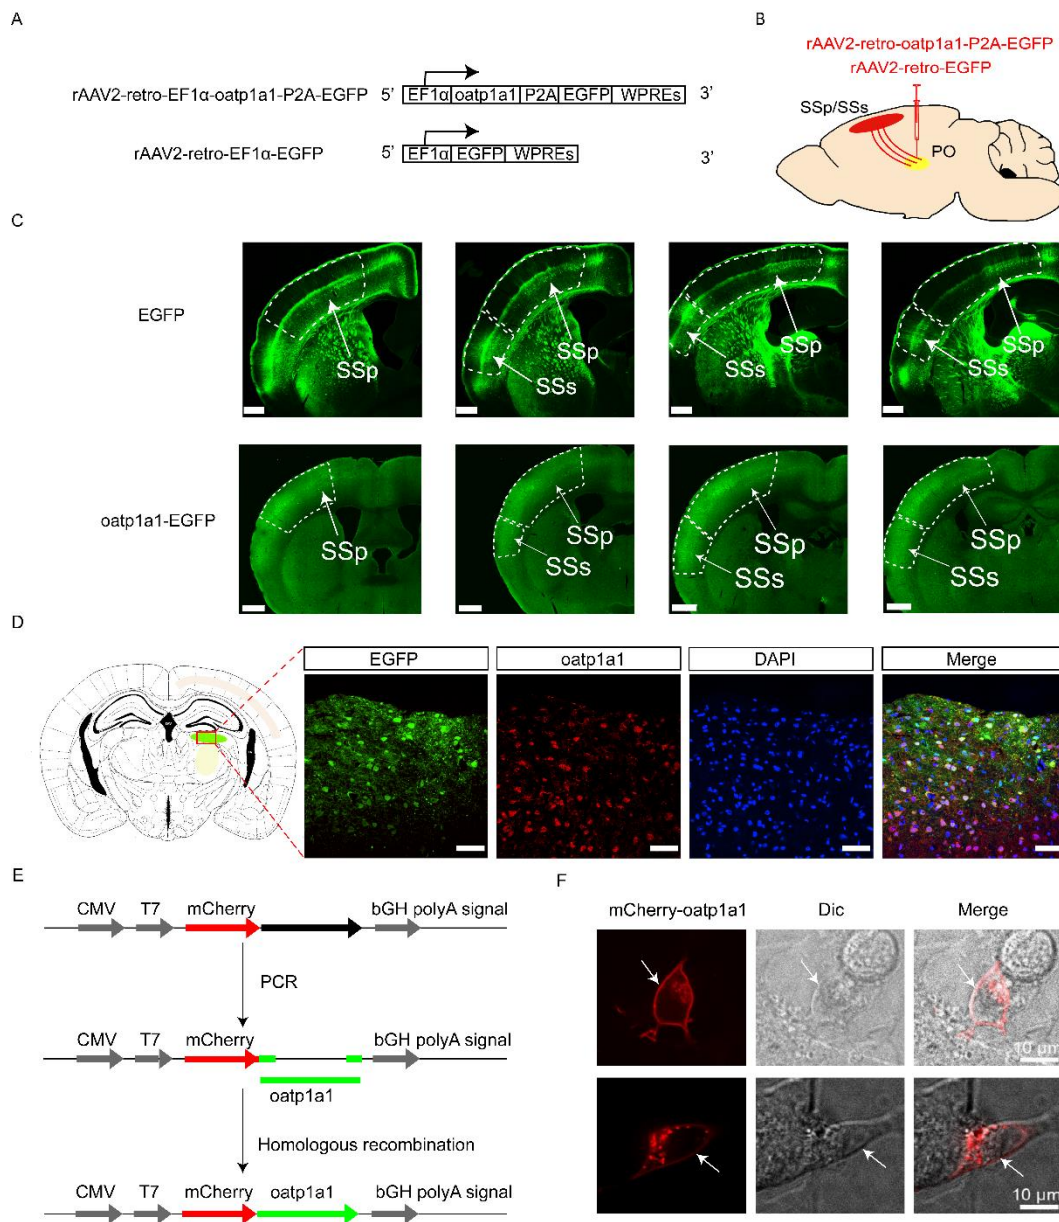 A
rAAV2-retro-EF1α-oatp1a1-P2A-EGFP 5' EF1α oatp1a1 P2A EGFP WPREs 3'
rAAV2-retro-EF1α-EGFP 5' EF1α EGFP WPREs 3'
B
rAAV2-retro-oatp1a1-P2A-EGFP
rAAV2-retro-EGFP
SSp/SSs
PO
C
EGFP
SSp
SSp
SSs
SSp
SSs
SSp
SSs
oatp1a1-EGFP
SSp
SSp
SSs
SSp
SSs
SSp
SSs
D
EGFP oatp1a1 DAPI Merge
E
CMV T7 mCherry bGH polyA signal
PCR
CMV T7 mCherry bGH polyA signal
oatp1a1
Homologous recombination
CMV T7 mCherry oatp1a1 bGH polyA signal
F
mCherry-oatp1a1 Dic Merge
10 µm
10 µm